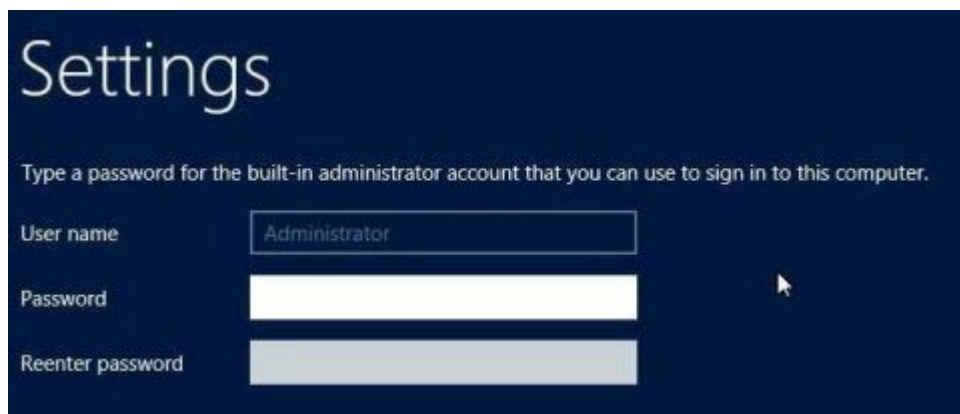 Settings
Type a password for the built-in administrator account that you can use to sign in to this computer.
User name
Administrator
Password
Reenter password